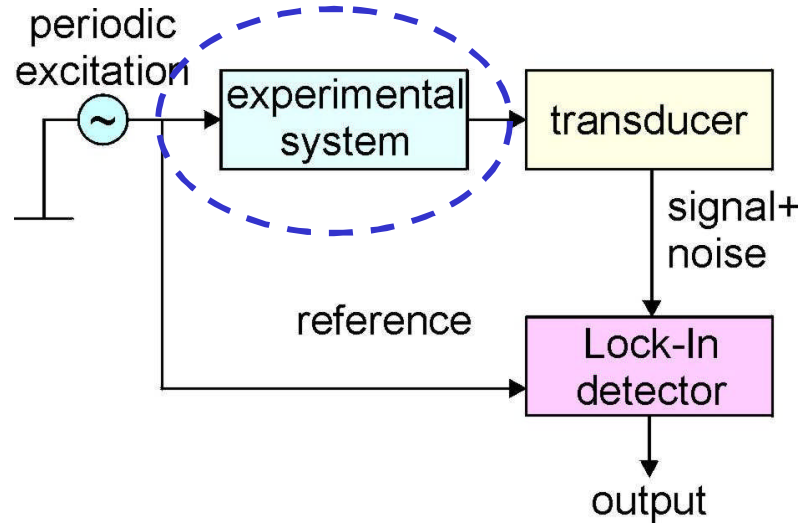 periodic
excitation
~
experimental
system
transducer
signal+
noise
reference
Lock-In
detector
output